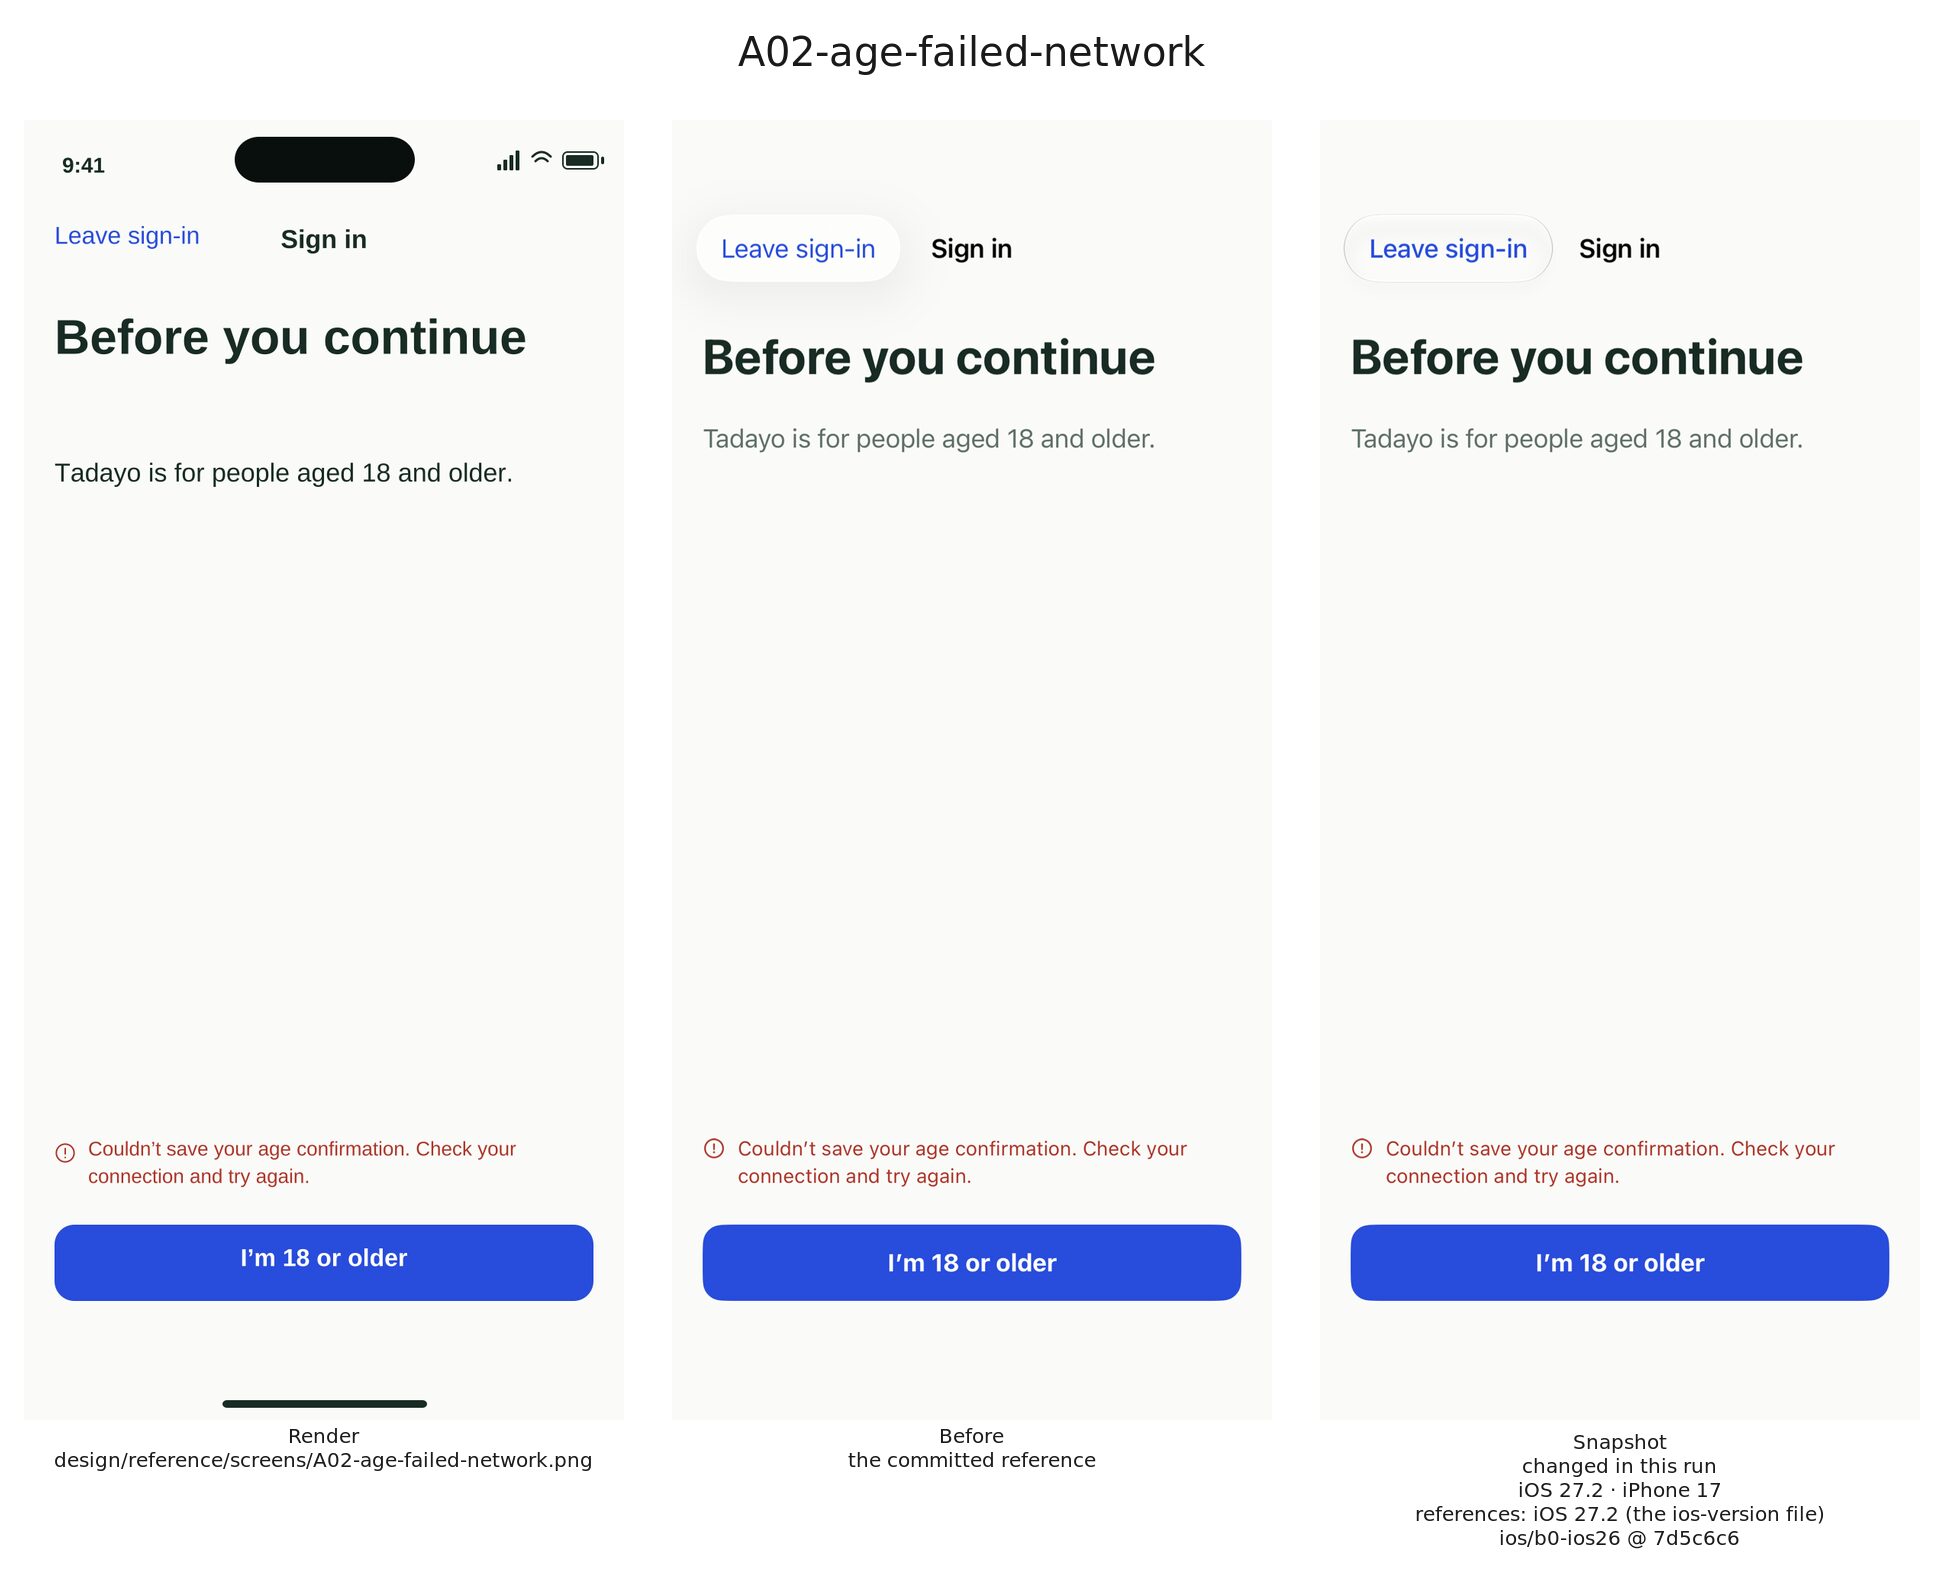 A02-age-failed-network
9:41
Leave sign-in
Sign in
Before you continue
Tadayo is for people aged 18 and older.
Couldn’t save your age confirmation. Check your
connection and try again.
I’m 18 or older
Render
design/reference/screens/A02-age-failed-network.png
Leave sign-in
Sign in
Before you continue
Tadayo is for people aged 18 and older.
Couldn’t save your age confirmation. Check your
connection and try again.
I’m 18 or older
Before
the committed reference
Leave sign-in
Sign in
Before you continue
Tadayo is for people aged 18 and older.
Couldn’t save your age confirmation. Check your
connection and try again.
I’m 18 or older
Snapshot
changed in this run
iOS 27.2 · iPhone 17
references: iOS 27.2 (the ios-version file)
ios/b0-ios26 @ 7d5c6c6